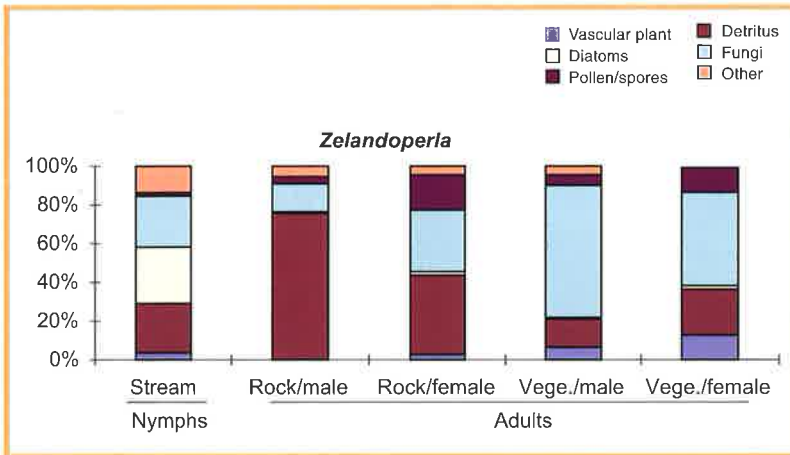 Vascular plant
Diatoms
Pollen/spores
Detritus
Fungi
Other
Zelandoperla
100%
80%
60%
40%
20%
0%
Stream
Rock/male
Rock/female
Vege./male
Vege./female
Nymphs
Adults